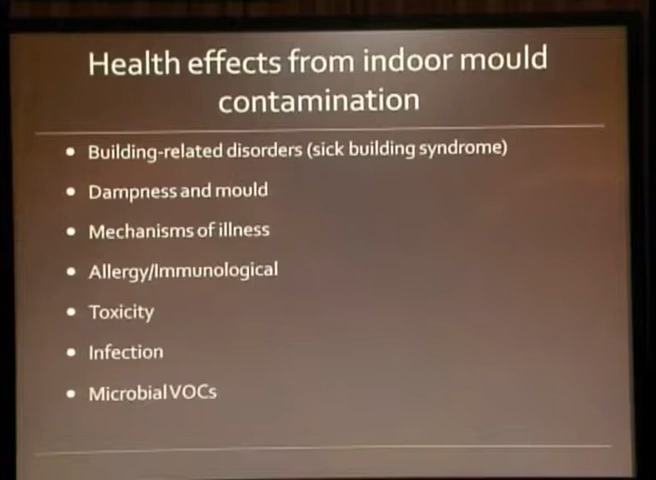 Health effects from indoor mould
contamination
• Building-related disorders (sick building syndrome)
• Dampness and mould
• Mechanisms of illness
• Allergy/Immunological
• Toxicity
• Infection
• Microbial VOCs